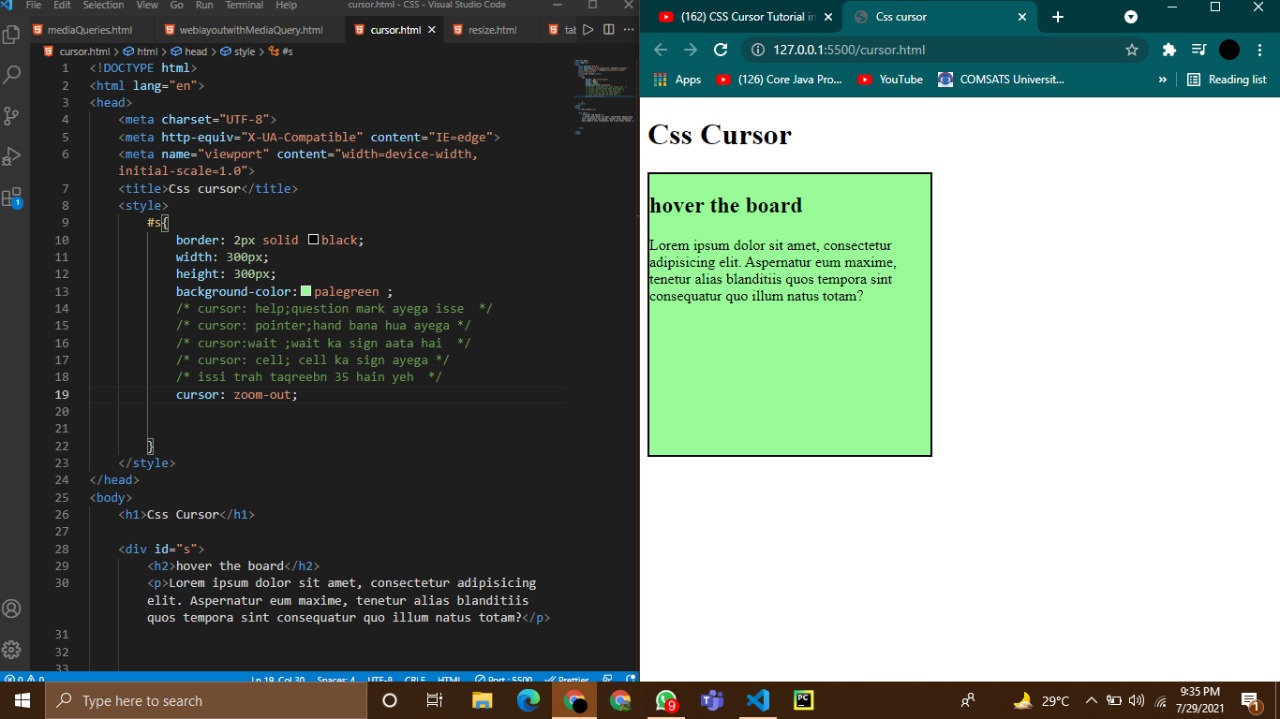 File Edit Selection View Go Run Terminal Help cursor.html - CSS - Visual Studio Code
mediaQueries.html weblayoutwithMediaQuery.html cursor.html resize.html tab
cursor.html > html > head > style > #s
1 <!DOCTYPE html>
2 <html lang="en">
3 <head>
4 <meta charset="UTF-8">
5 <meta http-equiv="X-UA-Compatible" content="IE=edge">
6 <meta name="viewport" content="width=device-width,
initial-scale=1.0">
7 <title>Css cursor</title>
8 <style>
9 #s{
10 border: 2px solid black;
11 width: 300px;
12 height: 300px;
13 background-color: palegreen ;
14 /* cursor: help;question mark ayega isse */
15 /* cursor: pointer;hand bana hua ayega */
16 /* cursor:wait ;wait ka sign aata hai */
17 /* cursor: cell; cell ka sign ayega */
18 /* issi trah taqreebn 35 hain yeh */
19 cursor: zoom-out;
20
21
22 }
23 </style>
24 </head>
25 <body>
26 <h1>Css Cursor</h1>
27
28 <div id="s">
29 <h2>hover the board</h2>
30 <p>Lorem ipsum dolor sit amet, consectetur adipisicing
elit. Aspernatur eum maxime, tenetur alias blanditiis
quos tempora sint consequatur quo illum natus totam?</p>
31
32
33
1
0 0 Ln 19, Col 30 Spaces: 4 UTF-8 CRLF HTML Port : 5500 Prettier
(162) CSS Cursor Tutorial in Css cursor
127.0.0.1:5500/cursor.html
Apps (126) Core Java Pro... YouTube COMSATS Universit... » Reading list
Css Cursor
hover the board
Lorem ipsum dolor sit amet, consectetur
adipisicing elit. Aspernatur eum maxime,
tenetur alias blanditiis quos tempora sint
consequatur quo illum natus totam?
Type here to search 9 PC 29°C 9:35 PM
7/29/2021 1